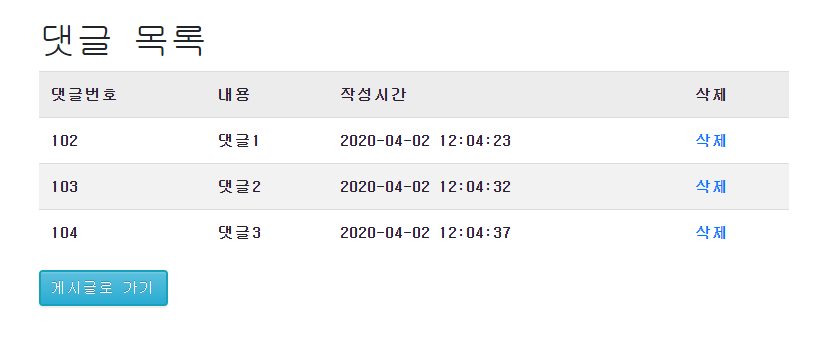 댓글 목록
댓글번호 내용 작성시간 삭제
102 댓글1 2020-04-02 12:04:23 삭제
103 댓글2 2020-04-02 12:04:32 삭제
104 댓글3 2020-04-02 12:04:37 삭제
게시글로 가기